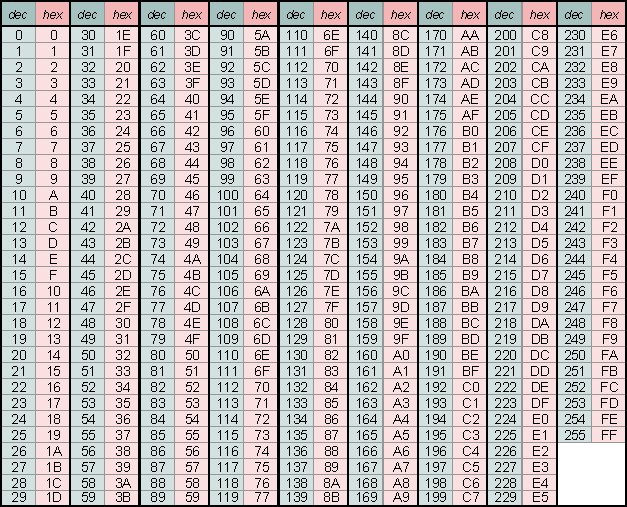 dec hex dec hex dec hex dec hex dec hex dec hex dec hex dec hex dec hex
0 0 30 1E 60 3C 90 5A 110 6E 140 8C 170 AA 200 C8 230 E6
1 1 31 1F 61 3D 91 5B 111 6F 141 8D 171 AB 201 C9 231 E7
2 2 32 20 62 3E 92 5C 112 70 142 8E 172 AC 202 CA 232 E8
3 3 33 21 63 3F 93 5D 113 71 143 8F 173 AD 203 CB 233 E9
4 4 34 22 64 40 94 5E 114 72 144 90 174 AE 204 CC 234 EA
5 5 35 23 65 41 95 5F 115 73 145 91 175 AF 205 CD 235 EB
6 6 36 24 66 42 96 60 116 74 146 92 176 B0 206 CE 236 EC
7 7 37 25 67 43 97 61 117 75 147 93 177 B1 207 CF 237 ED
8 8 38 26 68 44 98 62 118 76 148 94 178 B2 208 D0 238 EE
9 9 39 27 69 45 99 63 119 77 149 95 179 B3 209 D1 239 EF
10 A 40 28 70 46 100 64 120 78 150 96 180 B4 210 D2 240 F0
11 B 41 29 71 47 101 65 121 79 151 97 181 B5 211 D3 241 F1
12 C 42 2A 72 48 102 66 122 7A 152 98 182 B6 212 D4 242 F2
13 D 43 2B 73 49 103 67 123 7B 153 99 183 B7 213 D5 243 F3
14 E 44 2C 74 4A 104 68 124 7C 154 9A 184 B8 214 D6 244 F4
15 F 45 2D 75 4B 105 69 125 7D 155 9B 185 B9 215 D7 245 F5
16 10 46 2E 76 4C 106 6A 126 7E 156 9C 186 BA 216 D8 246 F6
17 11 47 2F 77 4D 107 6B 127 7F 157 9D 187 BB 217 D9 247 F7
18 12 48 30 78 4E 108 6C 128 80 158 9E 188 BC 218 DA 248 F8
19 13 49 31 79 4F 109 6D 129 81 159 9F 189 BD 219 DB 249 F9
20 14 50 32 80 50 110 6E 130 82 160 A0 190 BE 220 DC 250 FA
21 15 51 33 81 51 111 6F 131 83 161 A1 191 BF 221 DD 251 FB
22 16 52 34 82 52 112 70 132 84 162 A2 192 C0 222 DE 252 FC
23 17 53 35 83 53 113 71 133 85 163 A3 193 C1 223 DF 253 FD
24 18 54 36 84 54 114 72 134 86 164 A4 194 C2 224 E0 254 FE
25 19 55 37 85 55 115 73 135 87 165 A5 195 C3 225 E1 255 FF
26 1A 56 38 86 56 116 74 136 88 166 A6 196 C4 226 E2
27 1B 57 39 87 57 117 75 137 89 167 A7 197 C5 227 E3
28 1C 58 3A 88 58 118 76 138 8A 168 A8 198 C6 228 E4
29 1D 59 3B 89 59 119 77 139 8B 169 A9 199 C7 229 E5